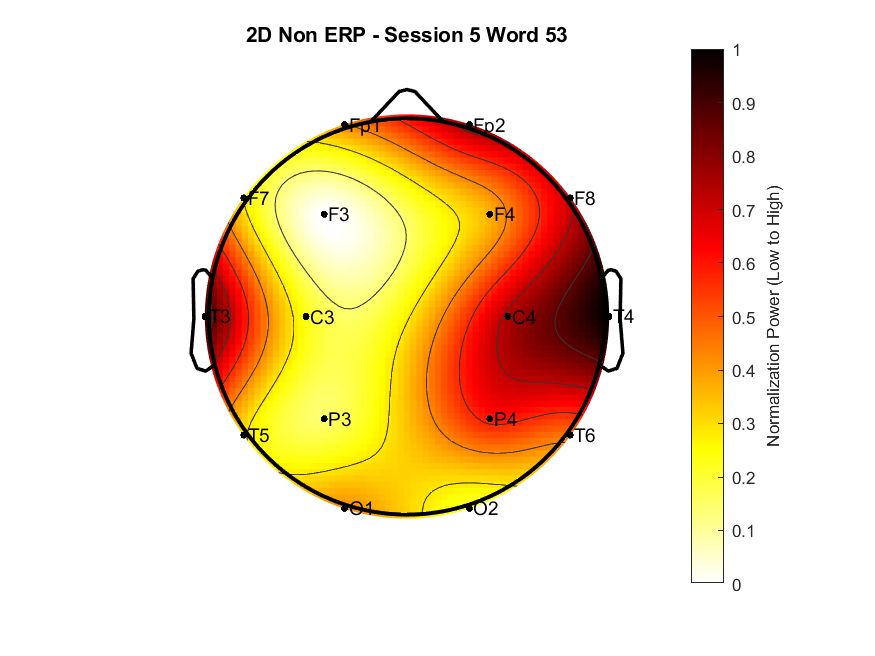 2D Non ERP - Session 5 Word 53
Fp1 Fp2
F7 F3 F4 F8
T3 C3 C4 T4
T5 P3 P4 T6
O1 O2
1
0.9
0.8
0.7
0.6
0.5
0.4
0.3
0.2
0.1
0
Normalization Power (Low to High)